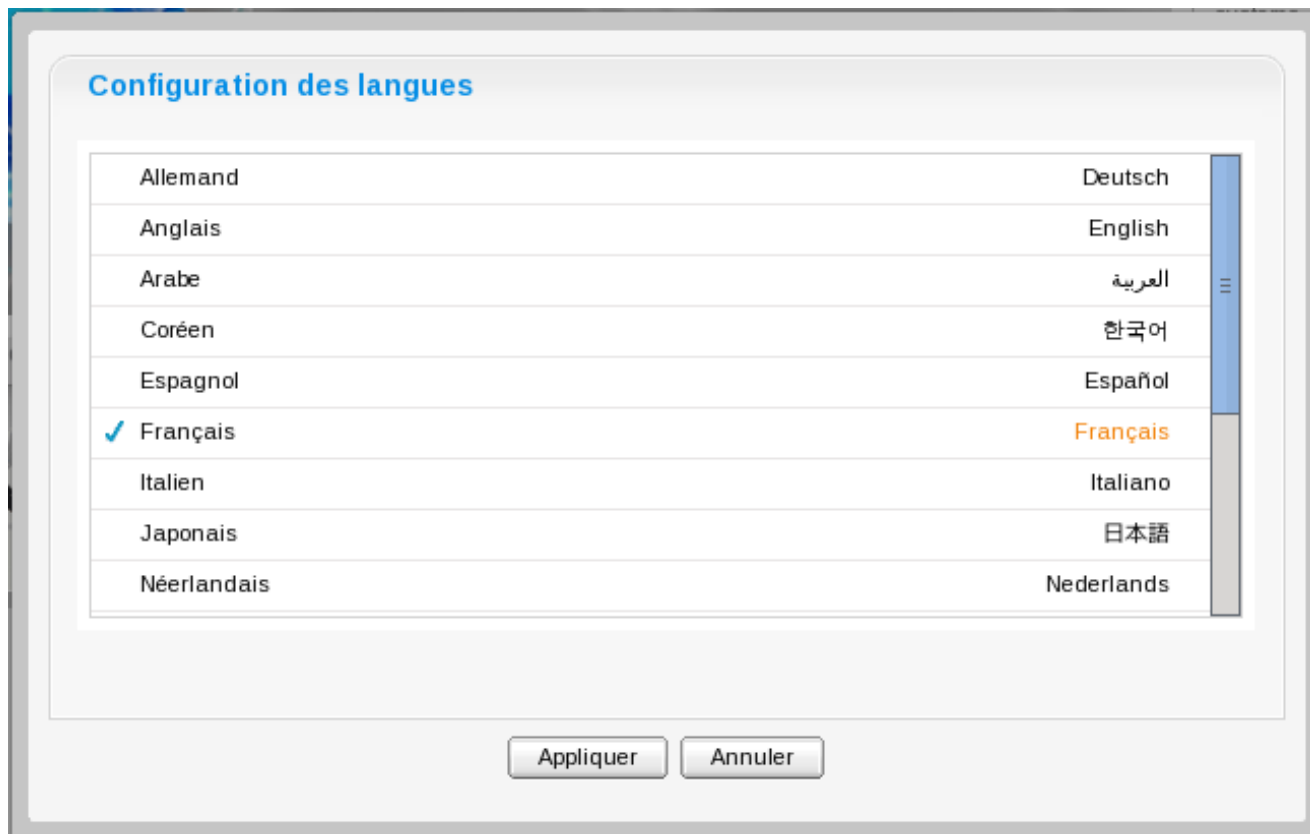 Configuration des langues
Allemand Deutsch
Anglais English
Arabe العربية
Coréen 한국어
Espagnol Español
Français Français
Italien Italiano
Japonais 日本語
Néerlandais Nederlands
Appliquer Annuler